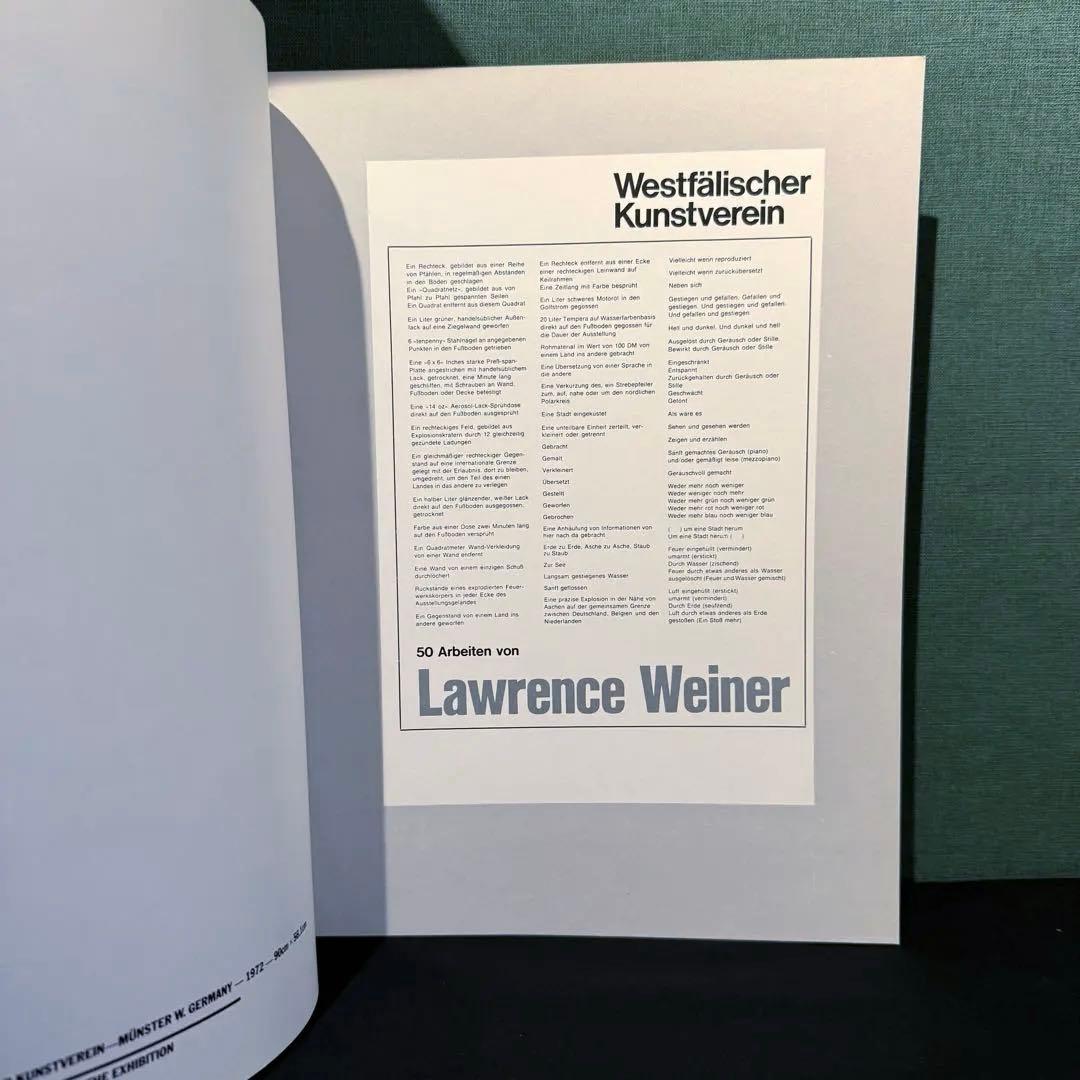 Westfälischer
Kunstverein
Ein Rechteck, gebildet aus einer Reihe
von Pfählen, in regelmäßigen Abständen
in den Boden geschlagen
Ein »Quadratnetz«, gebildet aus von
Pfahl zu Pfahl gespannten Seilen
Ein Quadrat entfernt aus diesem Quadrat
Ein Liter grüner, handelsüblicher Außen-
lack auf eine Ziegelwand geworfen
6 »tenpenny« Stahlnägel an angegebenen
Punkten in den Fußboden getrieben
Eine »6 x 6« Inches starke Preß-span-
Platte angestrichen mit handelsüblichem
Lack, getrocknet, eine Minute lang
geschliffen, mit Schrauben an Wand,
Fußboden oder Decke befestigt
Eine »14 oz« Aerosol-Lack-Sprühdose
direkt auf den Fußboden ausgesprüht
Ein rechteckiges Feld, gebildet aus
Explosionskratern durch 12 gleichzeitig
gezündete Ladungen
Ein gleichmäßiger rechteckiger Gegen-
stand auf eine internationale Grenze
gelegt mit der Erlaubnis, dort zu bleiben,
umgedreht, um den Teil des einen
Landes in das andere zu verlegen
Ein halber Liter glänzender, weißer Lack
direkt auf den Fußboden ausgegossen,
getrocknet
Farbe aus einer Dose zwei Minuten lang
auf den Fußboden versprüht
Ein Quadratmeter Wand-Verkleidung
von einer Wand entfernt
Eine Wand von einem einzigen Schuß
durchlöchert
Rückstände eines explodierten Feuer-
werkskörpers in jeder Ecke des
Ausstellungsgeländes
Ein Gegenstand von einem Land ins
andere geworfen
Ein Rechteck entfernt aus einer Ecke
einer rechteckigen Leinwand auf
Keilrahmen
Eine Zeitlang mit Farbe besprüht
Ein Liter schweres Motoröl in den
Golfstrom gegossen
20 Liter Tempera auf Wasserfarbenbasis
direkt auf den Fußboden gegossen für
die Dauer der Ausstellung
Rohmaterial im Wert von 100 DM von
einem Land ins andere gebracht
Eine Übersetzung von einer Sprache in
die andere
Eine Verkürzung des, ein Strebepfeiler
zum, auf, nahe oder um den nördlichen
Polarkreis
Eine Stadt eingeküstet
Eine unteilbare Einheit zerteilt, ver-
kleinert oder getrennt
Gebracht
Gemalt
Verkleinert
Übersetzt
Gestellt
Geworfen
Gebrochen
Eine Anhäufung von Informationen von
hier nach da gebracht
Erde zu Erde, Asche zu Asche, Staub
zu Staub
Zur See
Langsam gestiegenes Wasser
Sanft geflossen
Eine präzise Explosion in der Nähe von
Aachen auf der gemeinsamen Grenze
zwischen Deutschland, Belgien und den
Niederlanden
Vielleicht wenn reproduziert
Vielleicht wenn zurückübersetzt
Neben sich
Gestiegen und gefallen. Gefallen und
gestiegen. Und gestiegen und gefallen.
Und gefallen und gestiegen
Hell und dunkel. Und dunkel und hell
Ausgelöst durch Geräusch oder Stille.
Bewirkt durch Geräusch oder Stille
Eingeschränkt
Entspannt
Zurückgehalten durch Geräusch oder
Stille
Geschwächt
Getönt
Als wäre es
Sehen und gesehen werden
Zeigen und erzählen
Sanft gemachtes Geräusch (piano)
und/oder gemäßigt leise (mezzopiano)
Geräuschvoll gemacht
Weder mehr noch weniger
Weder weniger noch mehr
Weder mehr grün noch weniger grün
Weder mehr rot noch weniger rot
Weder mehr blau noch weniger blau
( ) um eine Stadt herum
Um eine Stadt herum ( )
Feuer eingehüllt (vermindert)
umarmt (erstickt)
Durch Wasser (zischend)
Feuer durch etwas anderes als Wasser
ausgelöscht (Feuer und Wasser gemischt)
Luft eingehüllt (erstickt)
umarmt (vermindert)
Durch Erde (seufzend)
Luft durch etwas anderes als Erde
gestoßen (Ein Stoß mehr)
50 Arbeiten von
Lawrence Weiner
KUNSTVEREIN—MÜNSTER W. GERMANY — 1972 — 90cm × 56.1cm
EXHIBITION